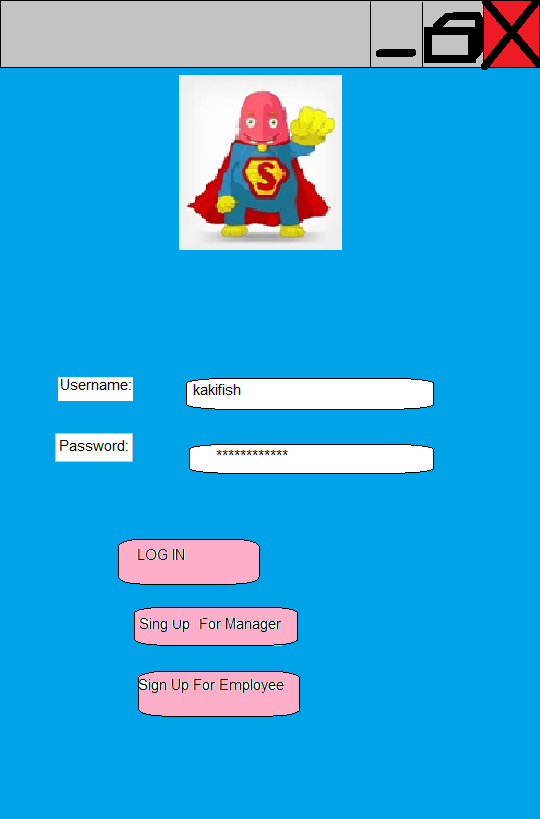 S
Username:
kakifish
Password:
************
LOG IN
Sing Up For Manager
Sign Up For Employee